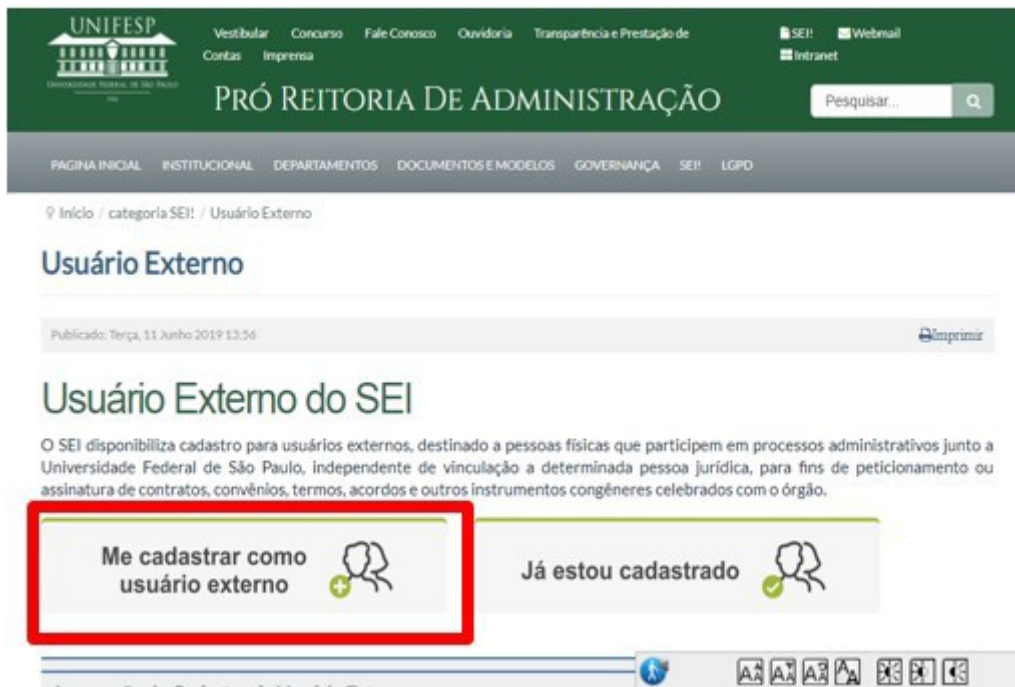 UNIFESP
Vestibular Concurso Fale Conosco Ouvidoria Transparência e Prestação de
Contas Imprensa
SEI! Webmail
Intranet
PRÓ REITORIA DE ADMINISTRAÇÃO
Pesquisar...
PAGINA INICIAL INSTITUCIONAL DEPARTAMENTOS DOCUMENTOS E MODELOS GOVERNANÇA SEI! LGPD
Início / categoria SEI! / Usuário Externo
Usuário Externo
Publicado: Terça, 11 Junho 2019 13:56
Imprimir
Usuário Externo do SEI
O SEI disponibiliza cadastro para usuários externos, destinado a pessoas físicas que participem em processos administrativos junto a
Universidade Federal de São Paulo, independente de vinculação a determinada pessoa jurídica, para fins de peticionamento ou
assinatura de contratos, convênios, termos, acordos e outros instrumentos congêneres celebrados com o órgão.
Me cadastrar como
usuário externo
Já estou cadastrado